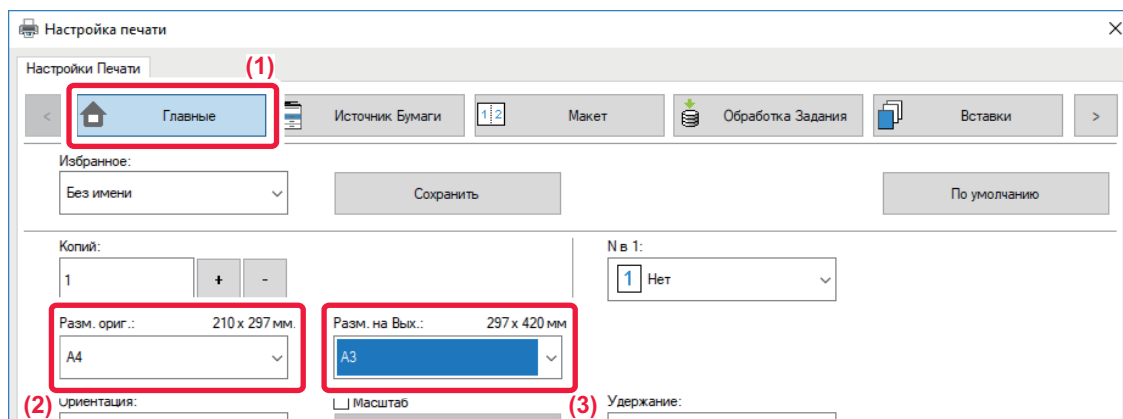 Настройка печати
Настройки Печати
(1)
< Главные Источник Бумаги 1 2 Макет Обработка Задания Вставки >
Избранное:
Без имени Сохранить По умолчанию
Копий: N в 1:
1 + - 1 Нет
Разм. ориг.: 210 x 297 мм. Разм. на Вых.: 297 x 420 мм
A4 A3
(2) Ориентация: Масштаб (3) Удержание: